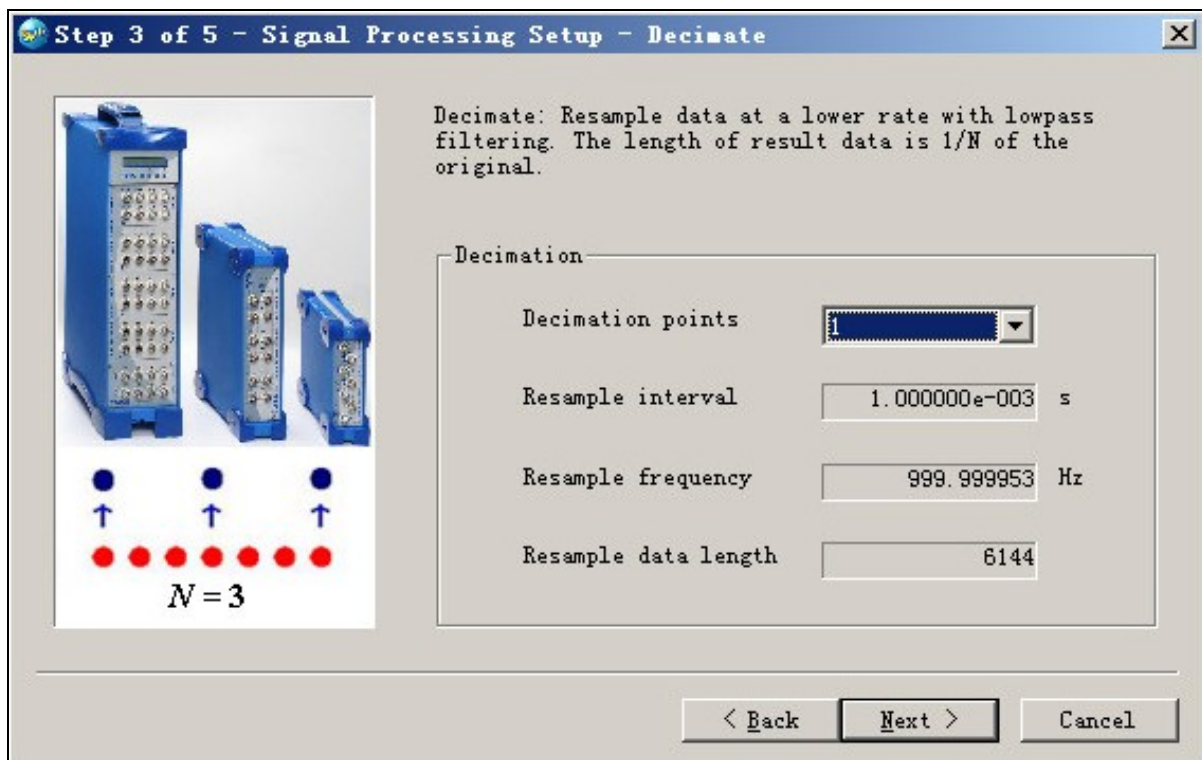 Step 3 of 5 - Signal Processing Setup - Decimate
Decimate: Resample data at a lower rate with lowpass
filtering. The length of result data is 1/N of the
original.
Decimation
Decimation points 1
Resample interval 1.000000e-003 s
Resample frequency 999.999953 Hz
Resample data length 6144
N = 3
< Back Next > Cancel